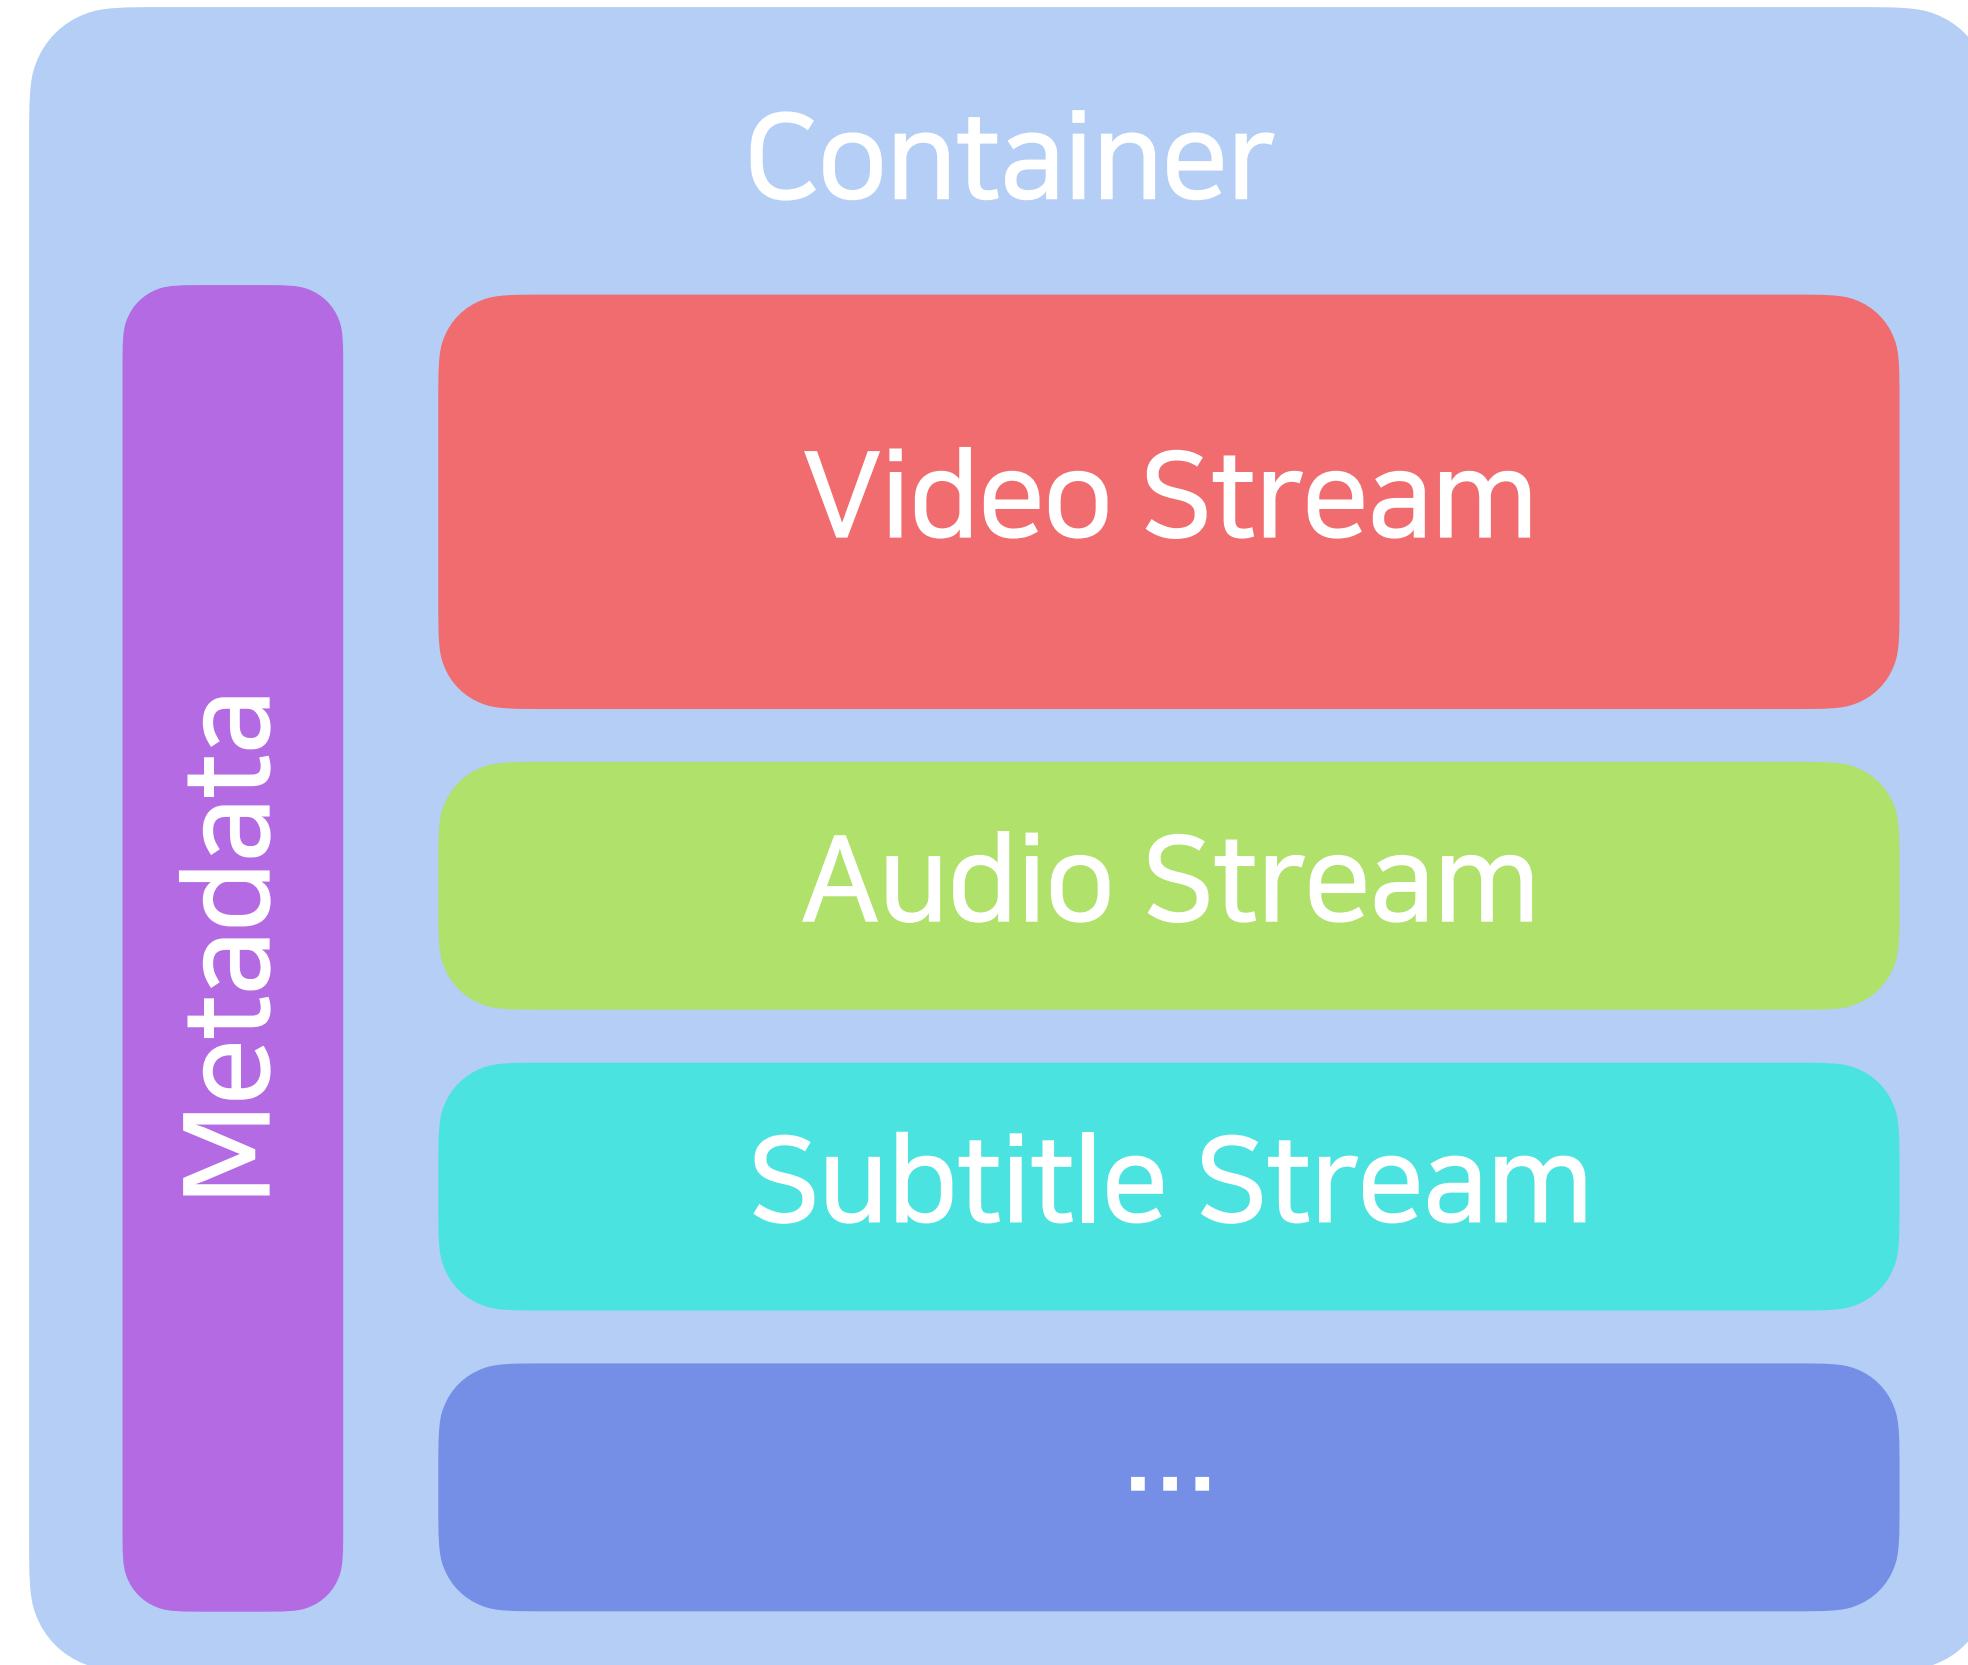 Container
Metadata
Video Stream
Audio Stream
Subtitle Stream
...